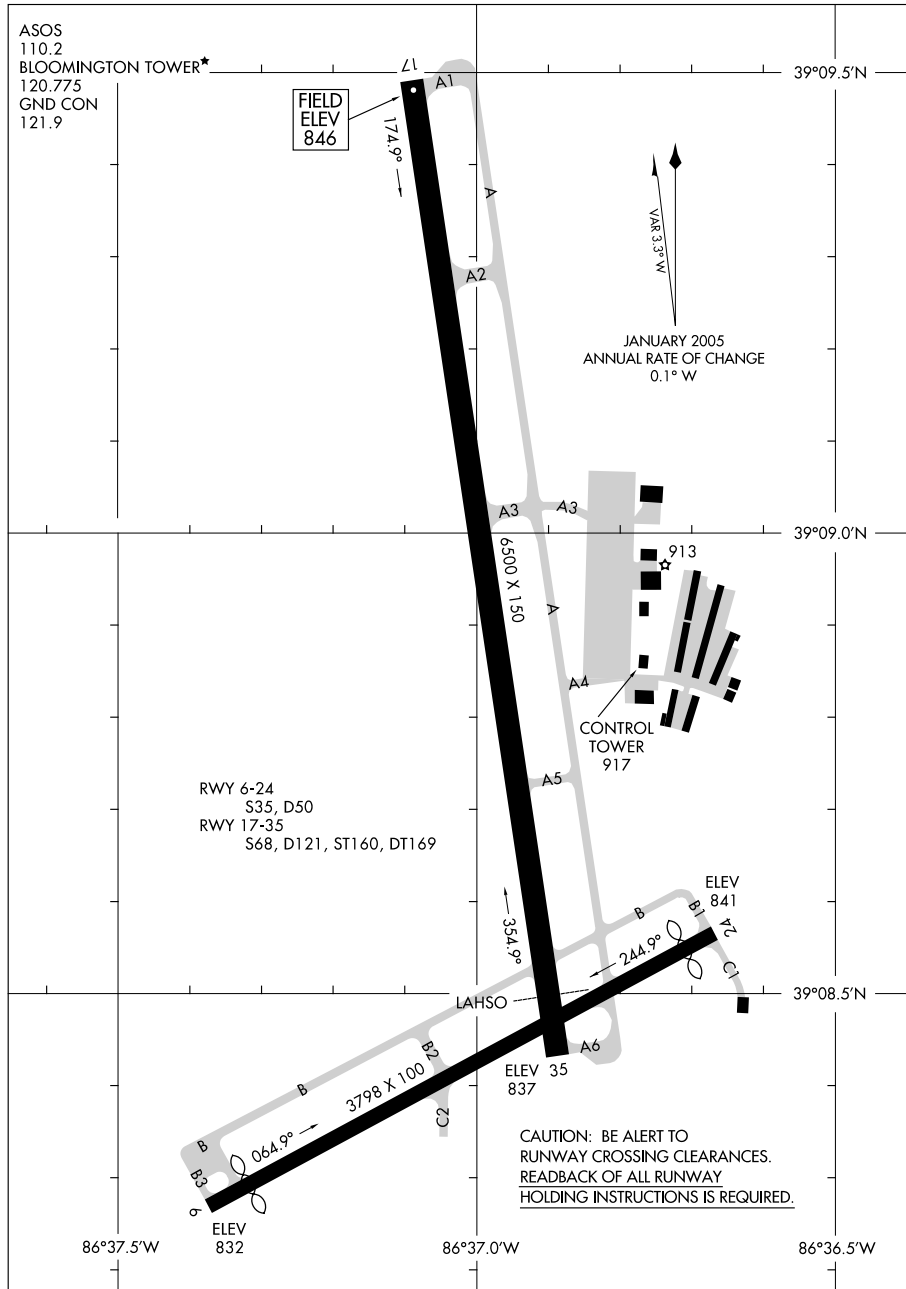 ASOS
110.2
BLOOMINGTON TOWER
120.775
GND CON
121.9
17
A1
39°09.5'N
FIELD
ELEV
846
174.9°
A
VAR 3.3° W
A2
JANUARY 2005
ANNUAL RATE OF CHANGE
0.1° W
A3
A3
39°09.0'N
913
6500 X 150
A
A4
CONTROL
TOWER
917
A5
RWY 6-24
S35, D50
RWY 17-35
S68, D121, ST160, DT169
ELEV
841
B1
24
B
354.9°
244.9°
C1
LAHSO
39°08.5'N
B2
A6
ELEV
837
35
B
3798 X 100
C2
064.9°
B
B3
6
ELEV
832
CAUTION: BE ALERT TO
RUNWAY CROSSING CLEARANCES.
READBACK OF ALL RUNWAY
HOLDING INSTRUCTIONS IS REQUIRED.
86°37.5'W
86°37.0'W
86°36.5'W